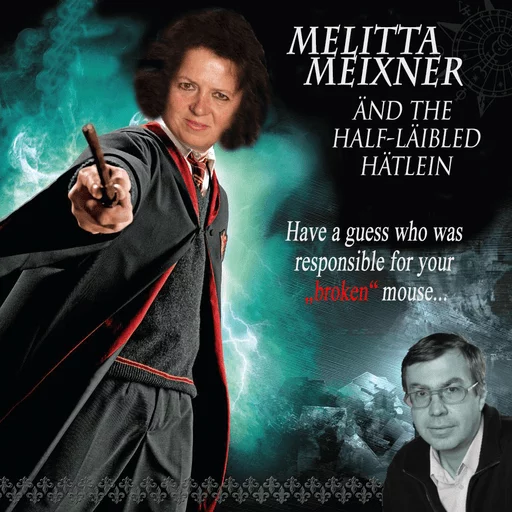 MELITTA
MEIXNER
ÄND THE
HALF-LÄIBLED
HÄTLEIN
Have a guess who was
responsible for your
„broken“ mouse...